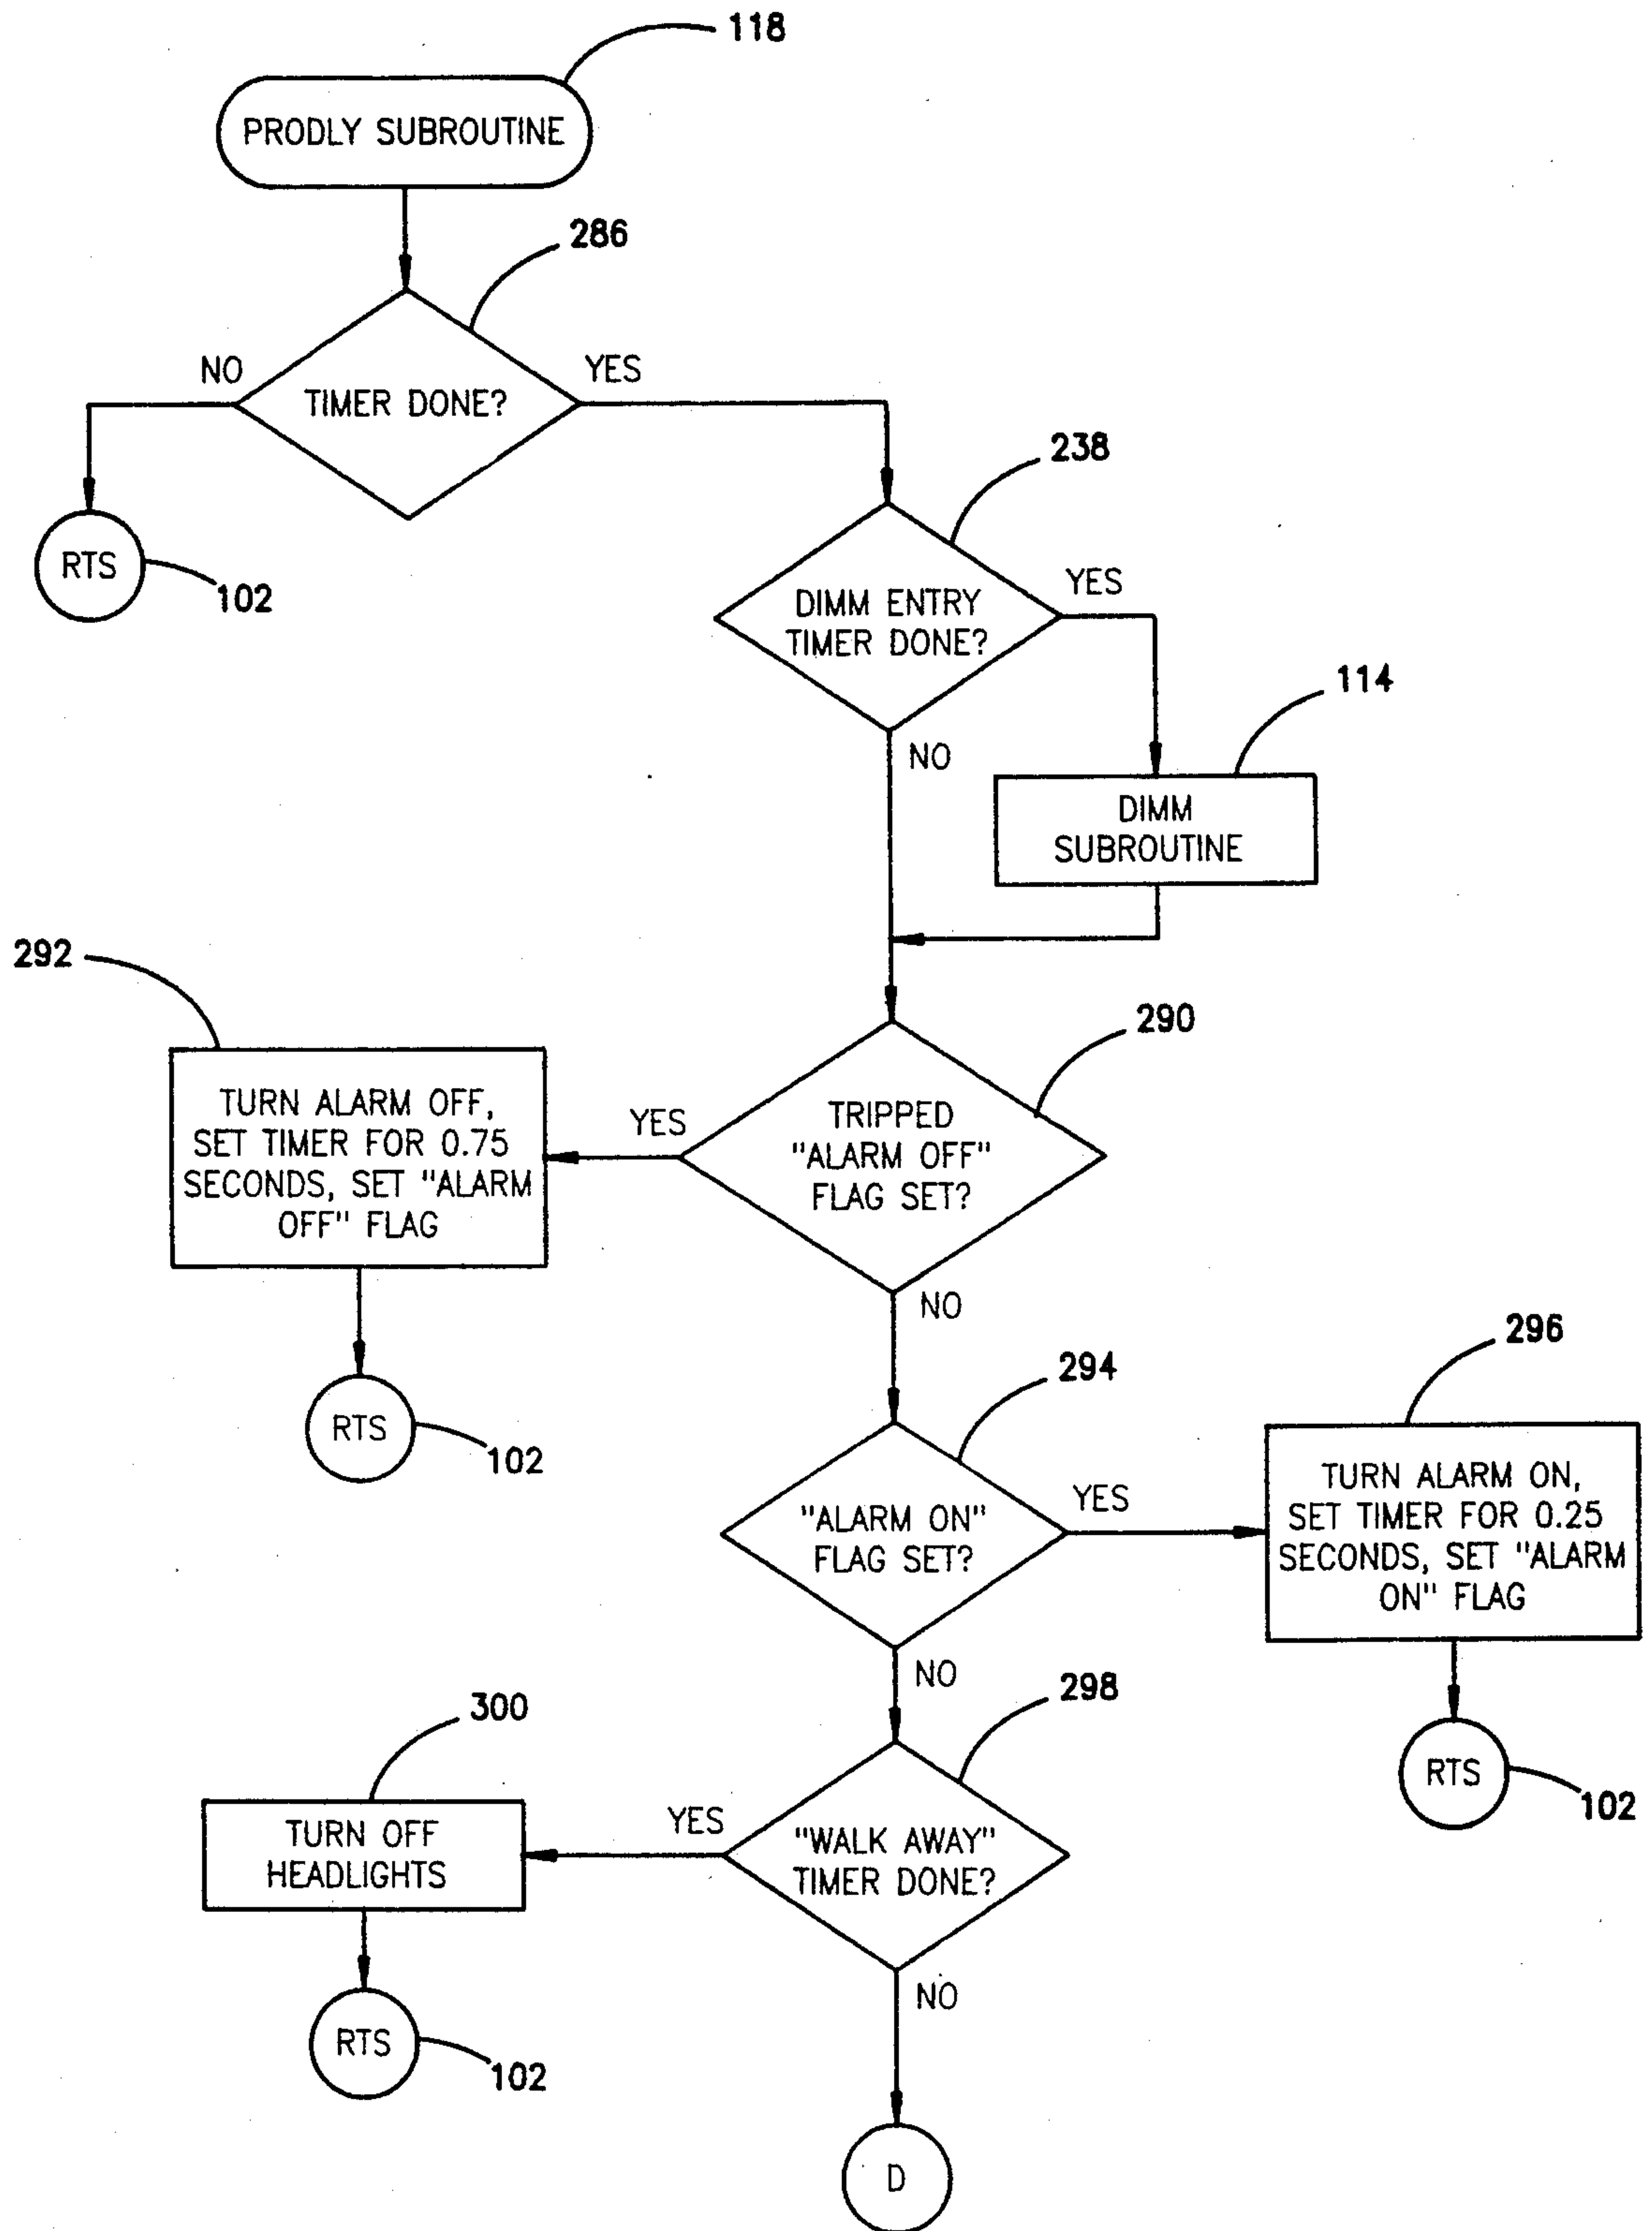 118
PRODLY SUBROUTINE
286
NO
YES
TIMER DONE?
238
RTS
102
YES
DIMM ENTRY
TIMER DONE?
114
NO
DIMM
SUBROUTINE
292
290
TURN ALARM OFF,
SET TIMER FOR 0.75
SECONDS, SET "ALARM
OFF" FLAG
YES
TRIPPED
"ALARM OFF"
FLAG SET?
NO
296
294
RTS
102
TURN ALARM ON,
SET TIMER FOR 0.25
SECONDS, SET "ALARM
ON" FLAG
YES
"ALARM ON"
FLAG SET?
NO
298
300
RTS
102
YES
TURN OFF
HEADLIGHTS
"WALK AWAY"
TIMER DONE?
NO
RTS
102
D